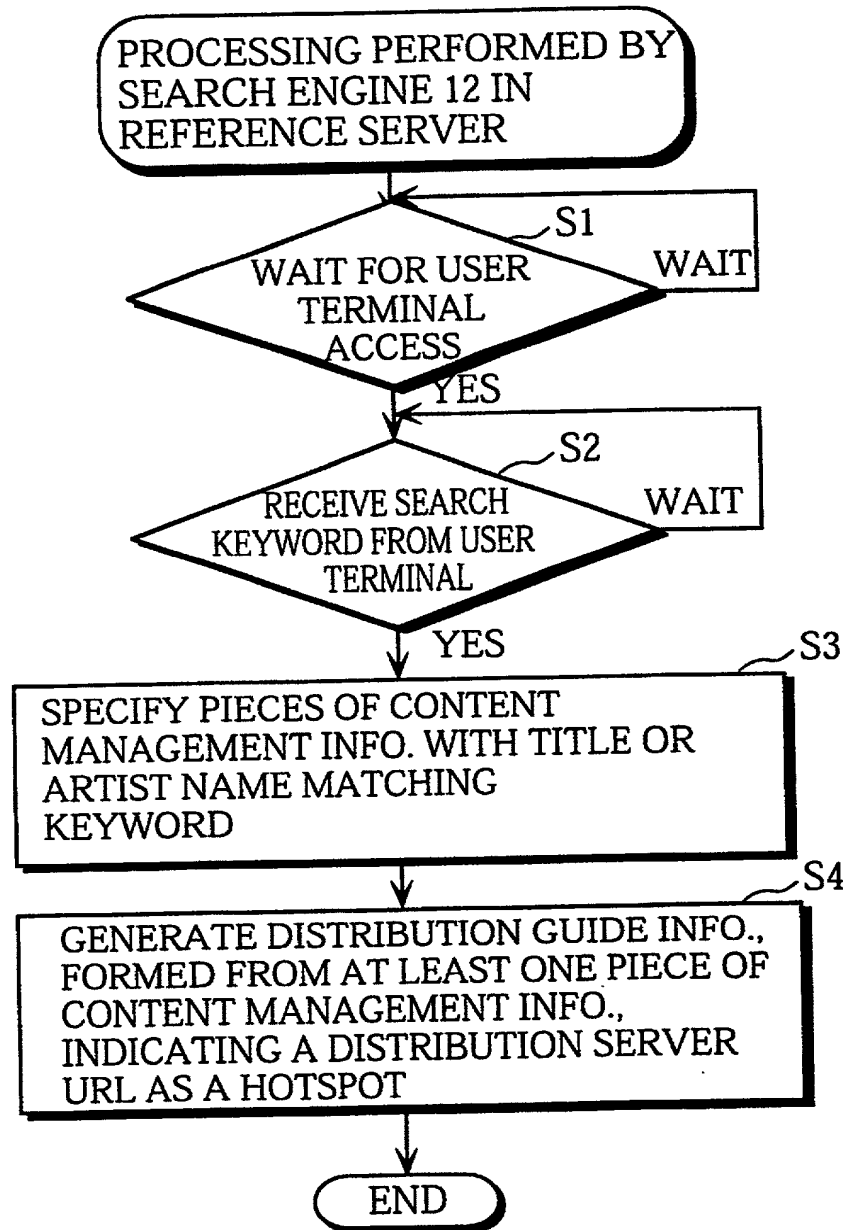 PROCESSING PERFORMED BY
SEARCH ENGINE 12 IN
REFERENCE SERVER
S1
WAIT FOR USER
TERMINAL
ACCESS
WAIT
YES
S2
RECEIVE SEARCH
KEYWORD FROM USER
TERMINAL
WAIT
YES
S3
SPECIFY PIECES OF CONTENT
MANAGEMENT INFO. WITH TITLE OR
ARTIST NAME MATCHING
KEYWORD
S4
GENERATE DISTRIBUTION GUIDE INFO.,
FORMED FROM AT LEAST ONE PIECE OF
CONTENT MANAGEMENT INFO.,
INDICATING A DISTRIBUTION SERVER
URL AS A HOTSPOT
END